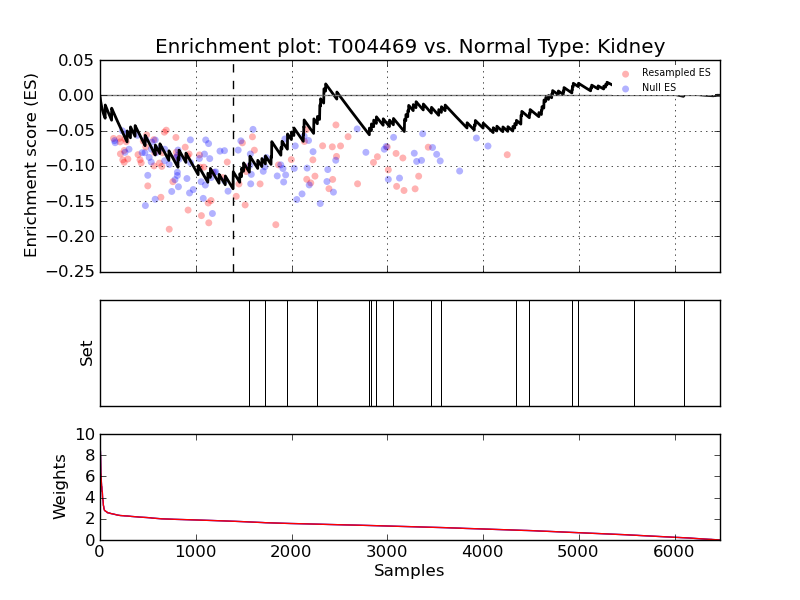 Enrichment plot: T004469 vs. Normal Type: Kidney
Enrichment score (ES)
0.05
0.00
−0.05
−0.10
−0.15
−0.20
−0.25
Resampled ES
Null ES
Set
Weights
10
8
6
4
2
0
0 1000 2000 3000 4000 5000 6000
Samples